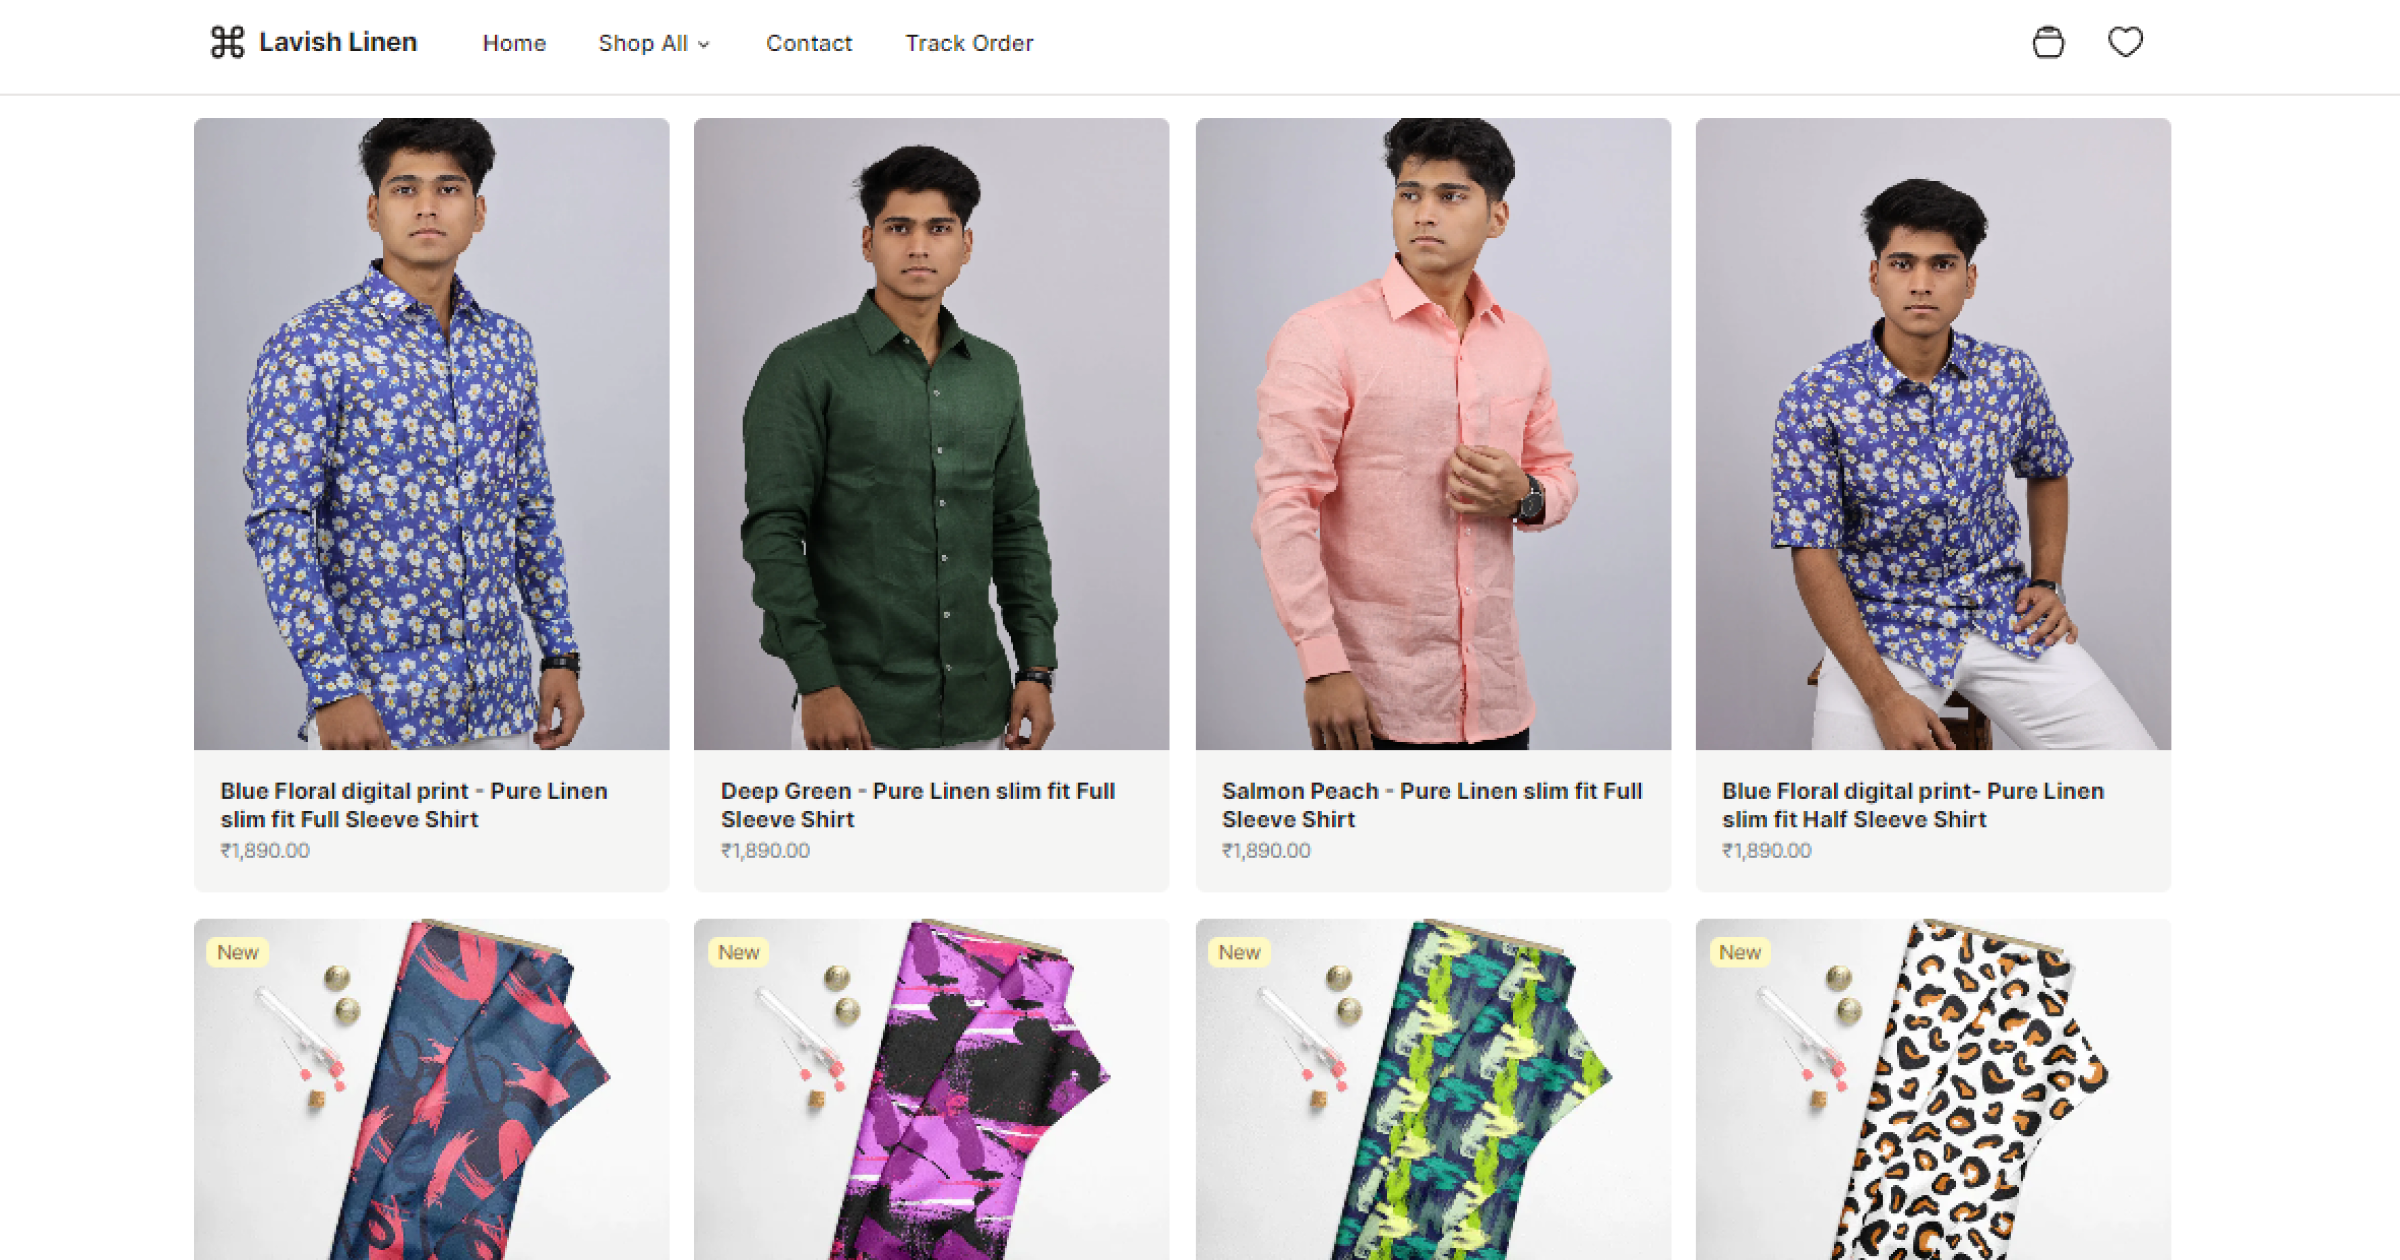 Lavish Linen
Home
Shop All
Contact
Track Order
Blue Floral digital print - Pure Linen
slim fit Full Sleeve Shirt
₹1,890.00
Deep Green - Pure Linen slim fit Full
Sleeve Shirt
₹1,890.00
Salmon Peach - Pure Linen slim fit Full
Sleeve Shirt
₹1,890.00
Blue Floral digital print- Pure Linen
slim fit Half Sleeve Shirt
₹1,890.00
New
New
New
New